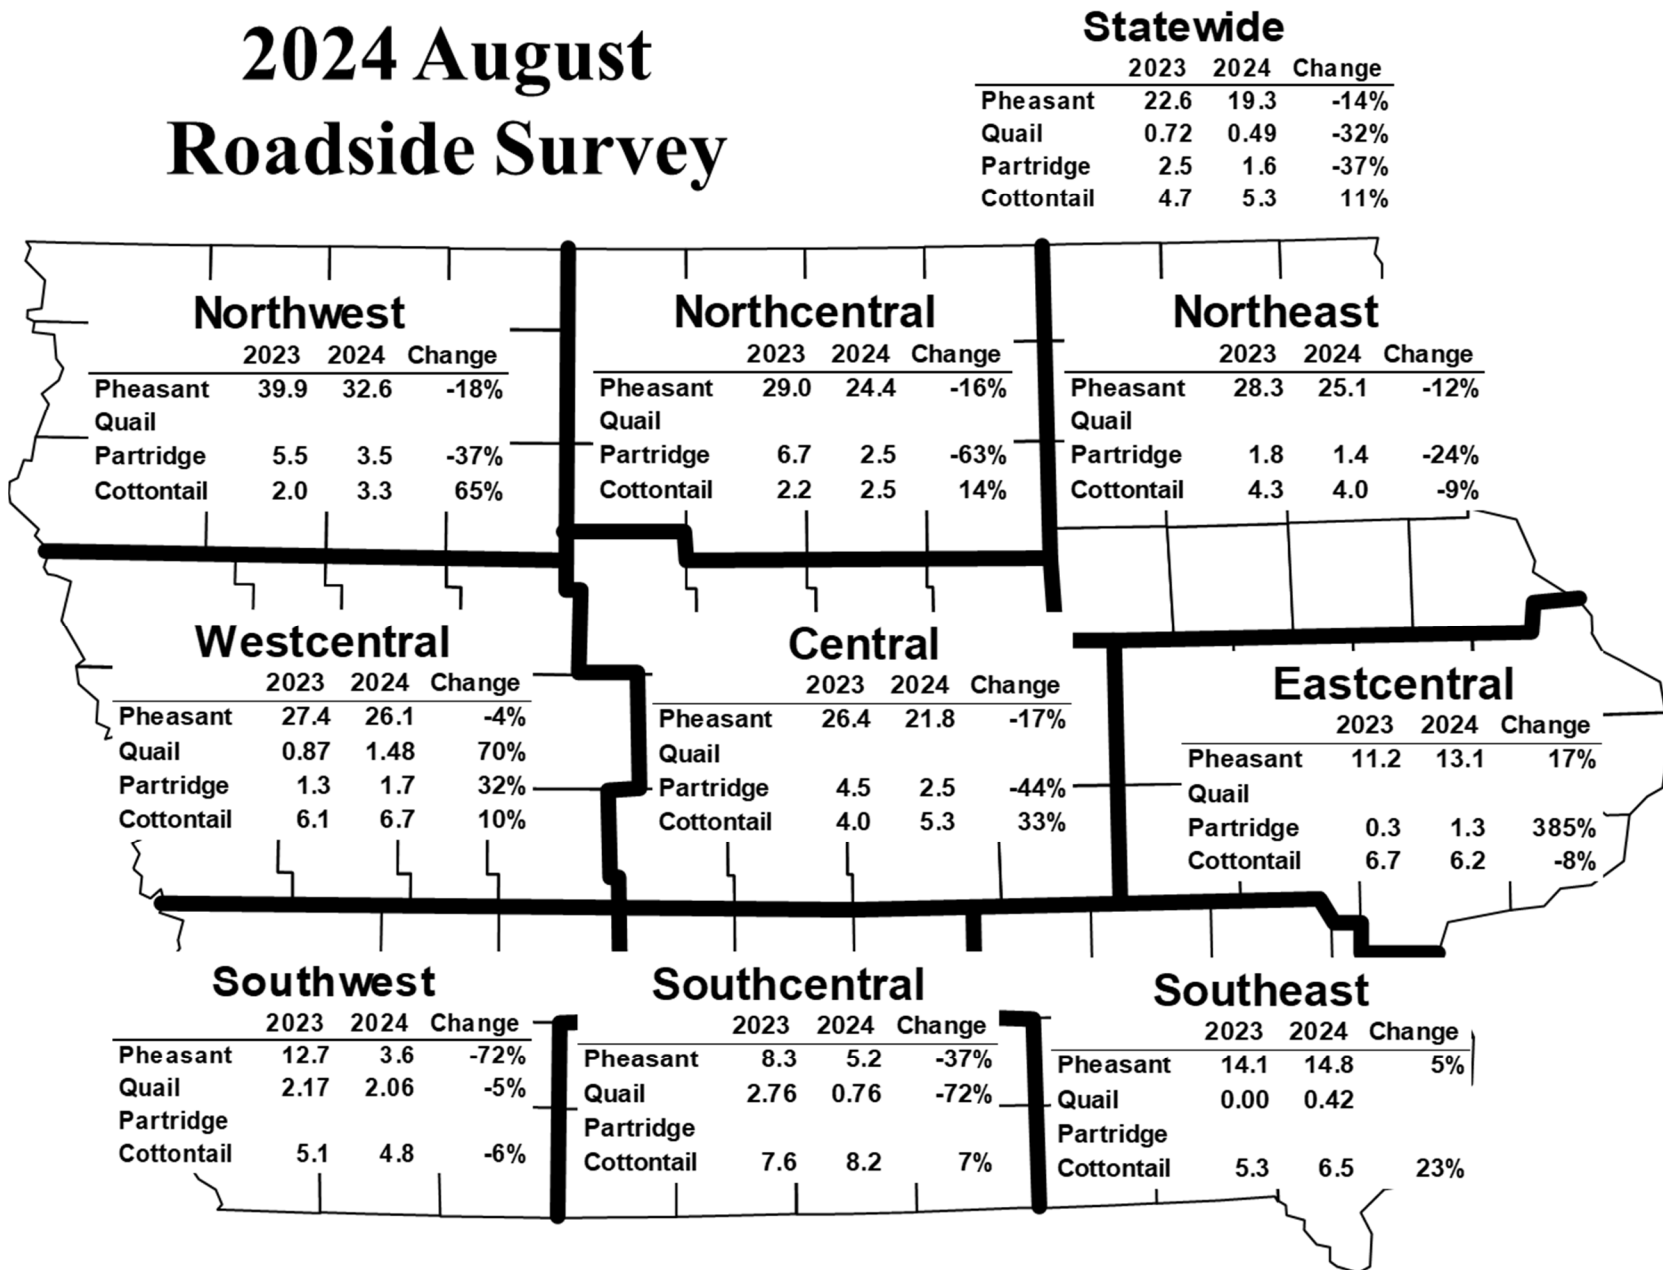 2024 August
Roadside Survey
Statewide
2023 2024 Change
Pheasant 22.6 19.3 -14%
Quail 0.72 0.49 -32%
Partridge 2.5 1.6 -37%
Cottontail 4.7 5.3 11%
Northwest
2023 2024 Change
Pheasant 39.9 32.6 -18%
Quail
Partridge 5.5 3.5 -37%
Cottontail 2.0 3.3 65%
Northcentral
2023 2024 Change
Pheasant 29.0 24.4 -16%
Quail
Partridge 6.7 2.5 -63%
Cottontail 2.2 2.5 14%
Northeast
2023 2024 Change
Pheasant 28.3 25.1 -12%
Quail
Partridge 1.8 1.4 -24%
Cottontail 4.3 4.0 -9%
Westcentral
2023 2024 Change
Pheasant 27.4 26.1 -4%
Quail 0.87 1.48 70%
Partridge 1.3 1.7 32%
Cottontail 6.1 6.7 10%
Central
2023 2024 Change
Pheasant 26.4 21.8 -17%
Quail
Partridge 4.5 2.5 -44%
Cottontail 4.0 5.3 33%
Eastcentral
2023 2024 Change
Pheasant 11.2 13.1 17%
Quail
Partridge 0.3 1.3 385%
Cottontail 6.7 6.2 -8%
Southwest
2023 2024 Change
Pheasant 12.7 3.6 -72%
Quail 2.17 2.06 -5%
Partridge
Cottontail 5.1 4.8 -6%
Southcentral
2023 2024 Change
Pheasant 8.3 5.2 -37%
Quail 2.76 0.76 -72%
Partridge
Cottontail 7.6 8.2 7%
Southeast
2023 2024 Change
Pheasant 14.1 14.8 5%
Quail 0.00 0.42
Partridge
Cottontail 5.3 6.5 23%